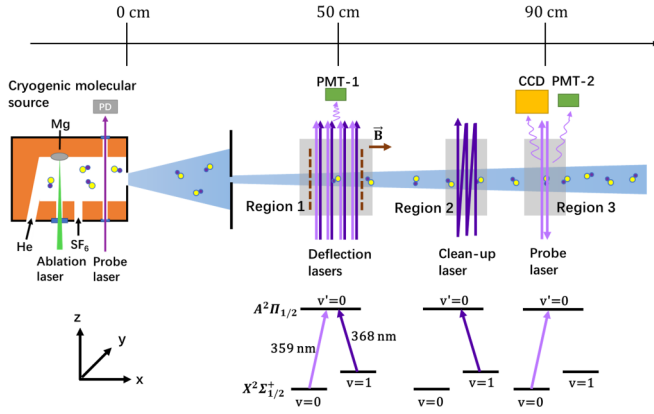 0 cm
50 cm
90 cm
Cryogenic molecular
source
PD
PMT-1
CCD
PMT-2
Mg
B
Region 1
Region 2
Region 3
He
SF6
Ablation
laser
Probe
laser
Deflection
lasers
Clean-up
laser
Probe
laser
z
y
x
v'=0
v'=0
v'=0
A²Π1/2
359 nm
368 nm
X²Σ⁺1/2
v=0
v=1
v=0
v=1
v=0
v=1